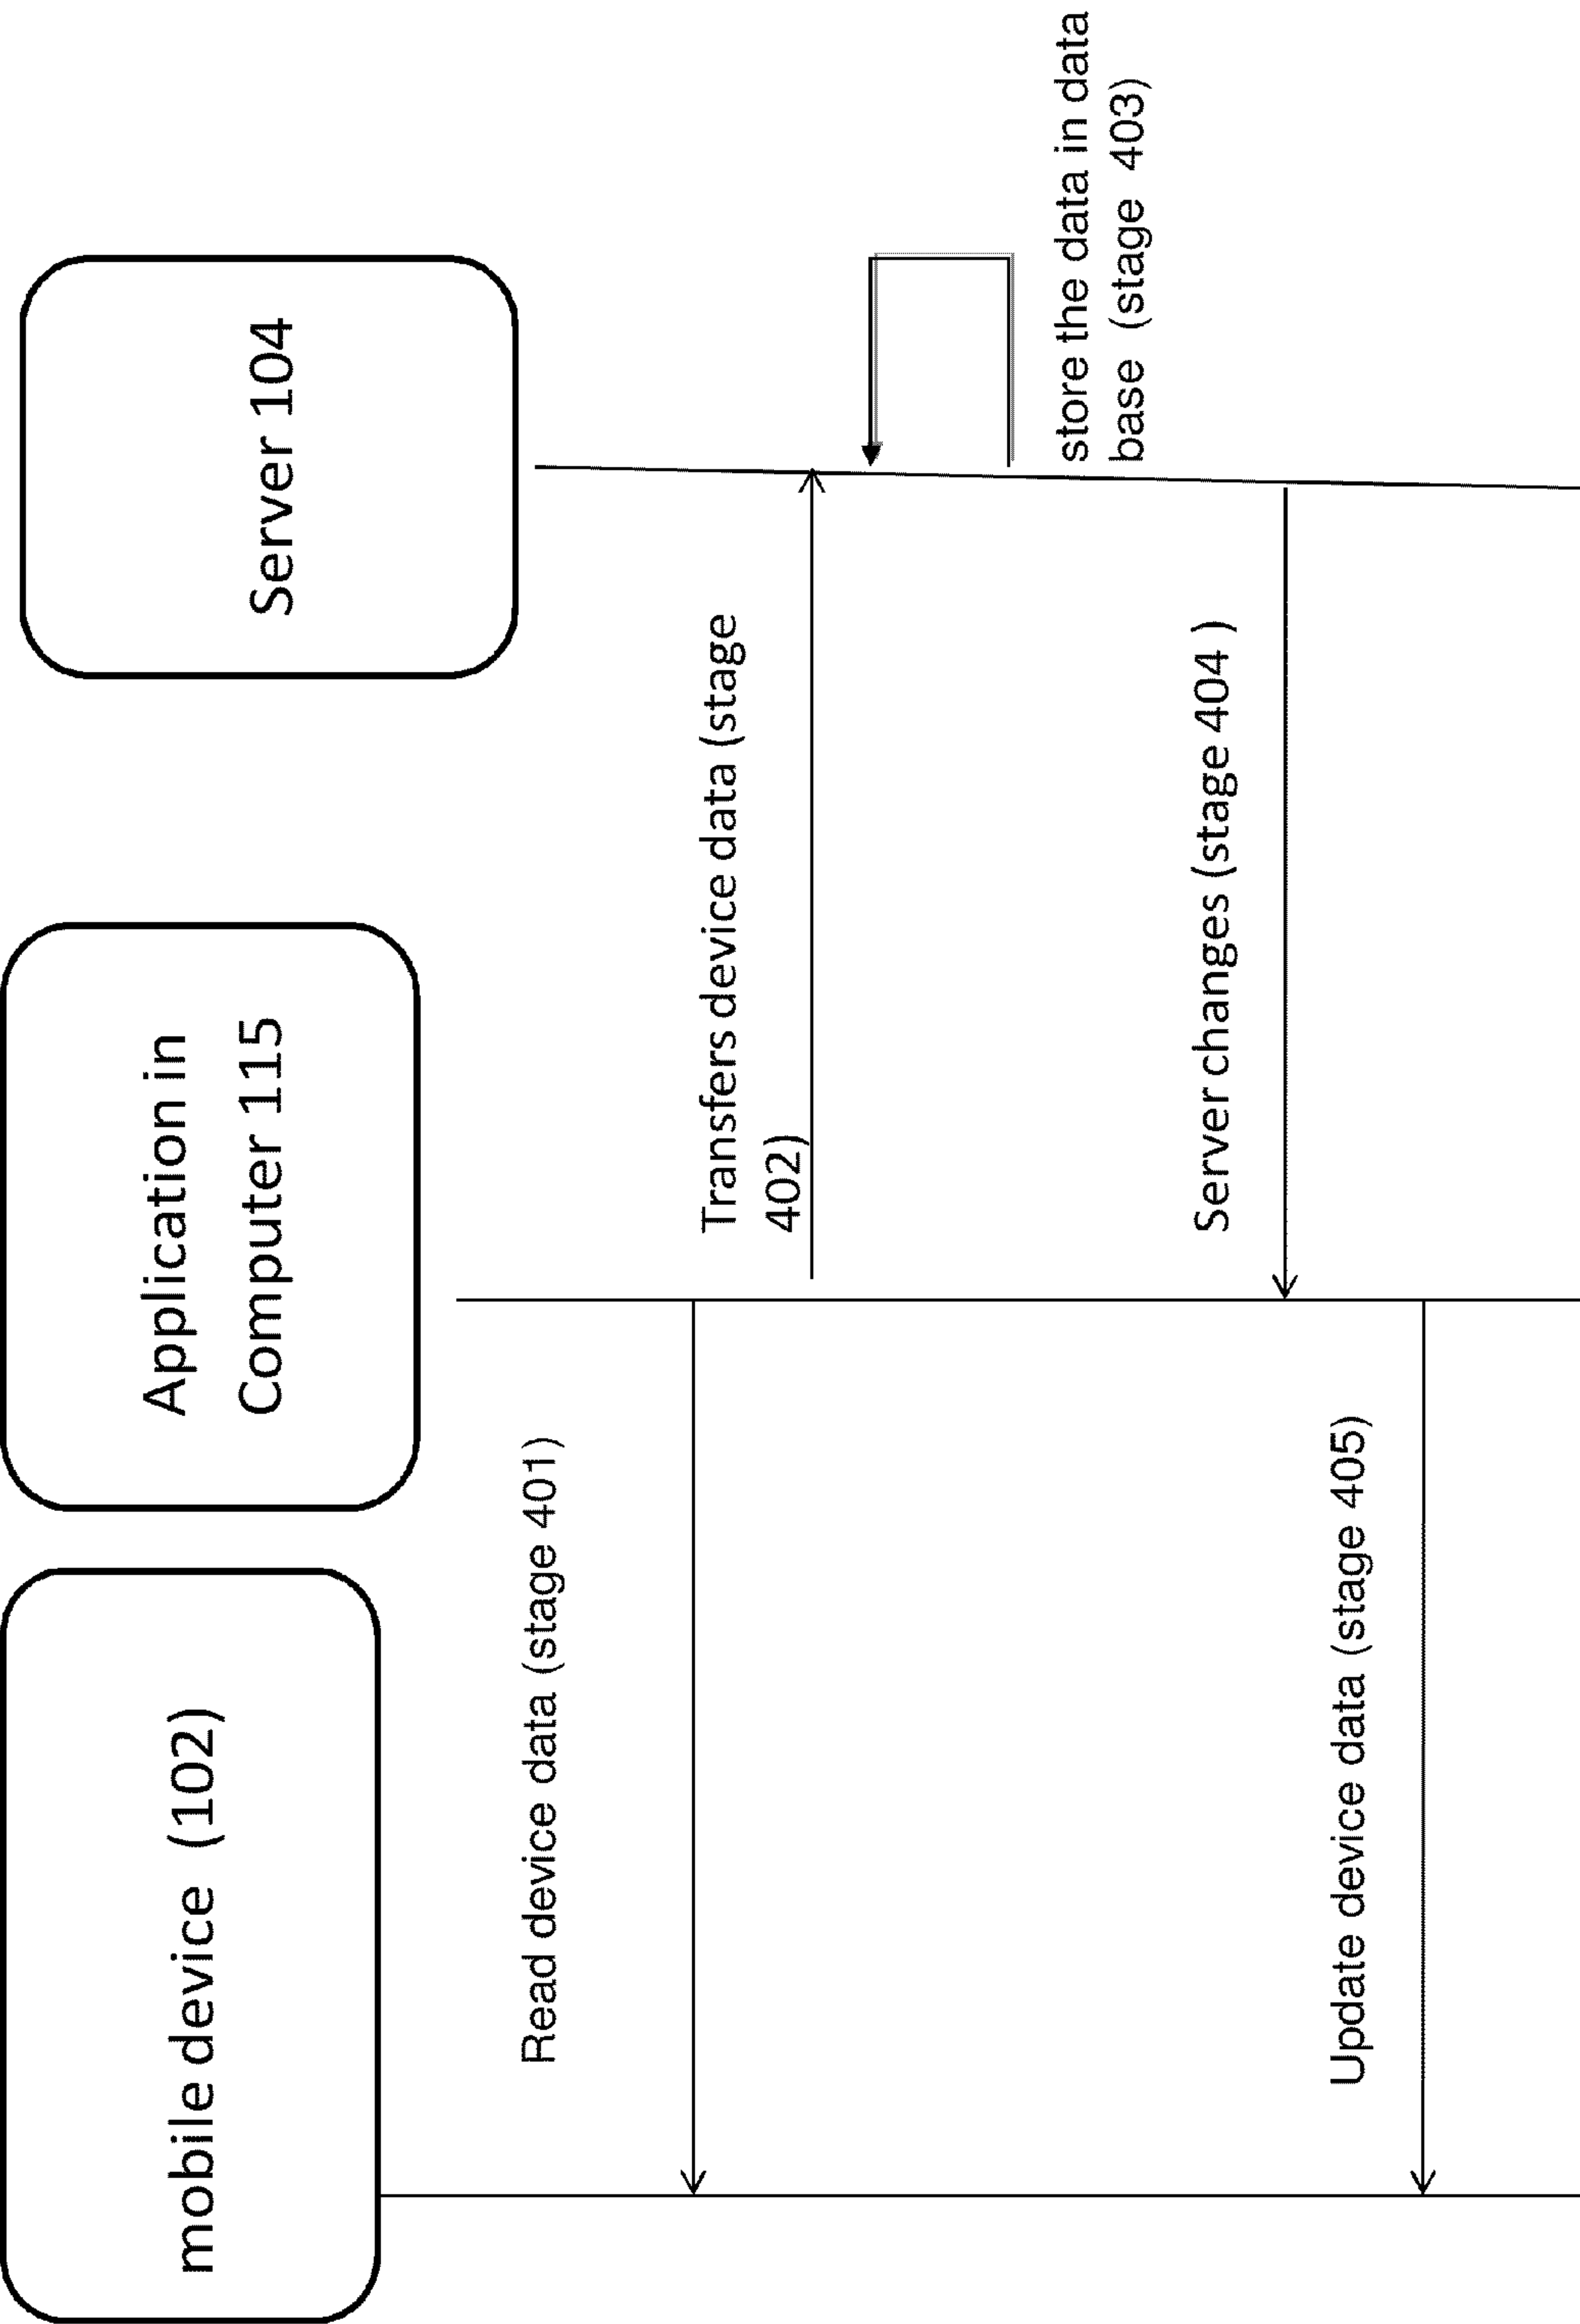 mobile device (102)
Application in
Computer 115
Server 104
Read device data (stage 401)
Transfers device data (stage
402)
store the data in data
base (stage 403)
Server changes (stage 404 )
Update device data (stage 405)